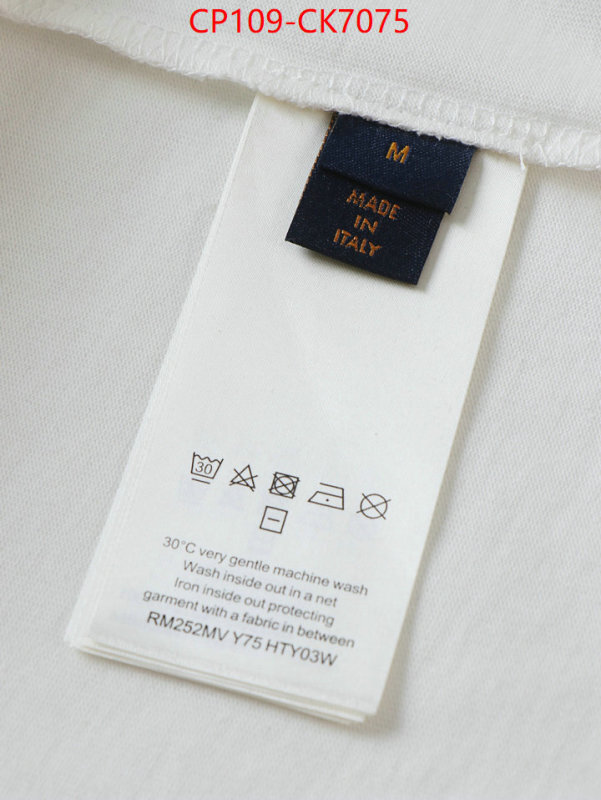 CP109-CK7075
M
MADE
IN
ITALY
30
30°C very gentle machine wash
Wash inside out in a net
Iron inside out protecting
garment with a fabric in between
RM252MV Y75 HTY03W